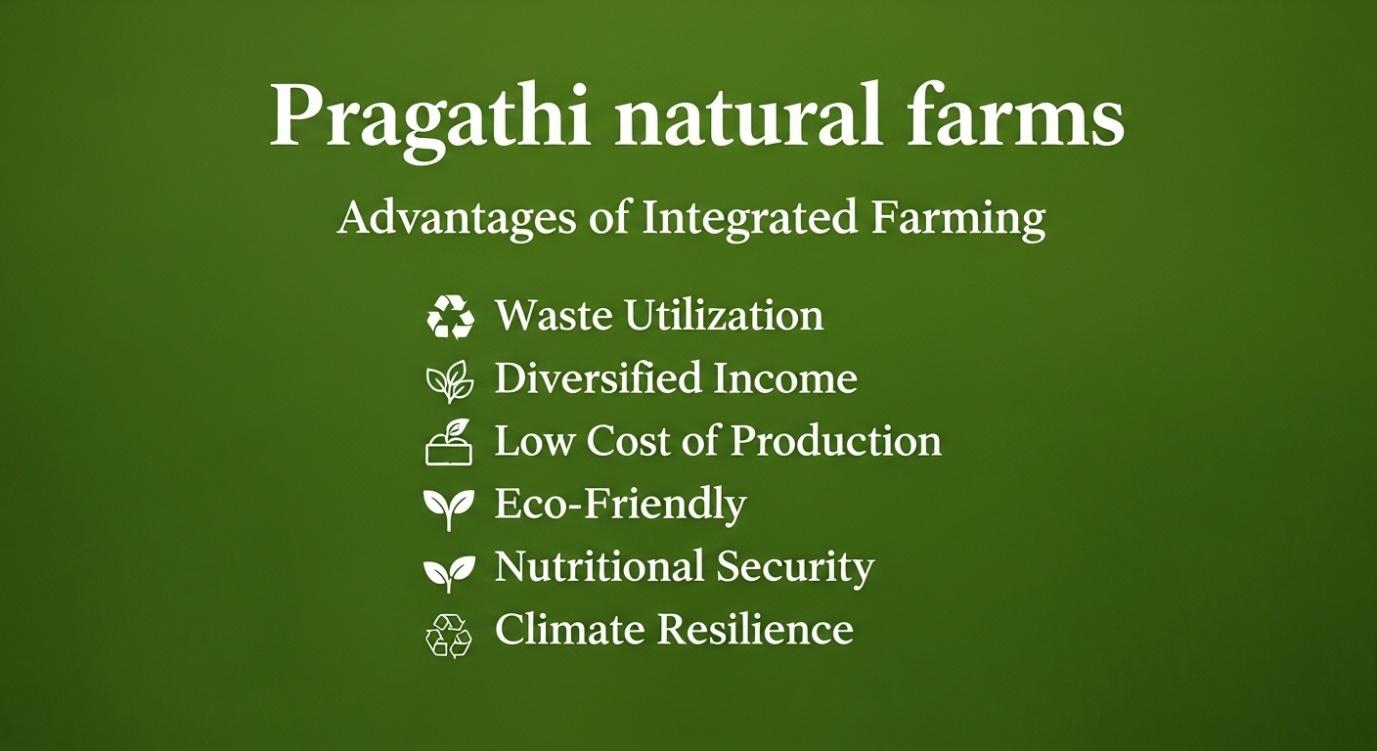 Pragathi natural farms
Advantages of Integrated Farming
Waste Utilization
Diversified Income
Low Cost of Production
Eco-Friendly
Nutritional Security
Climate Resilience